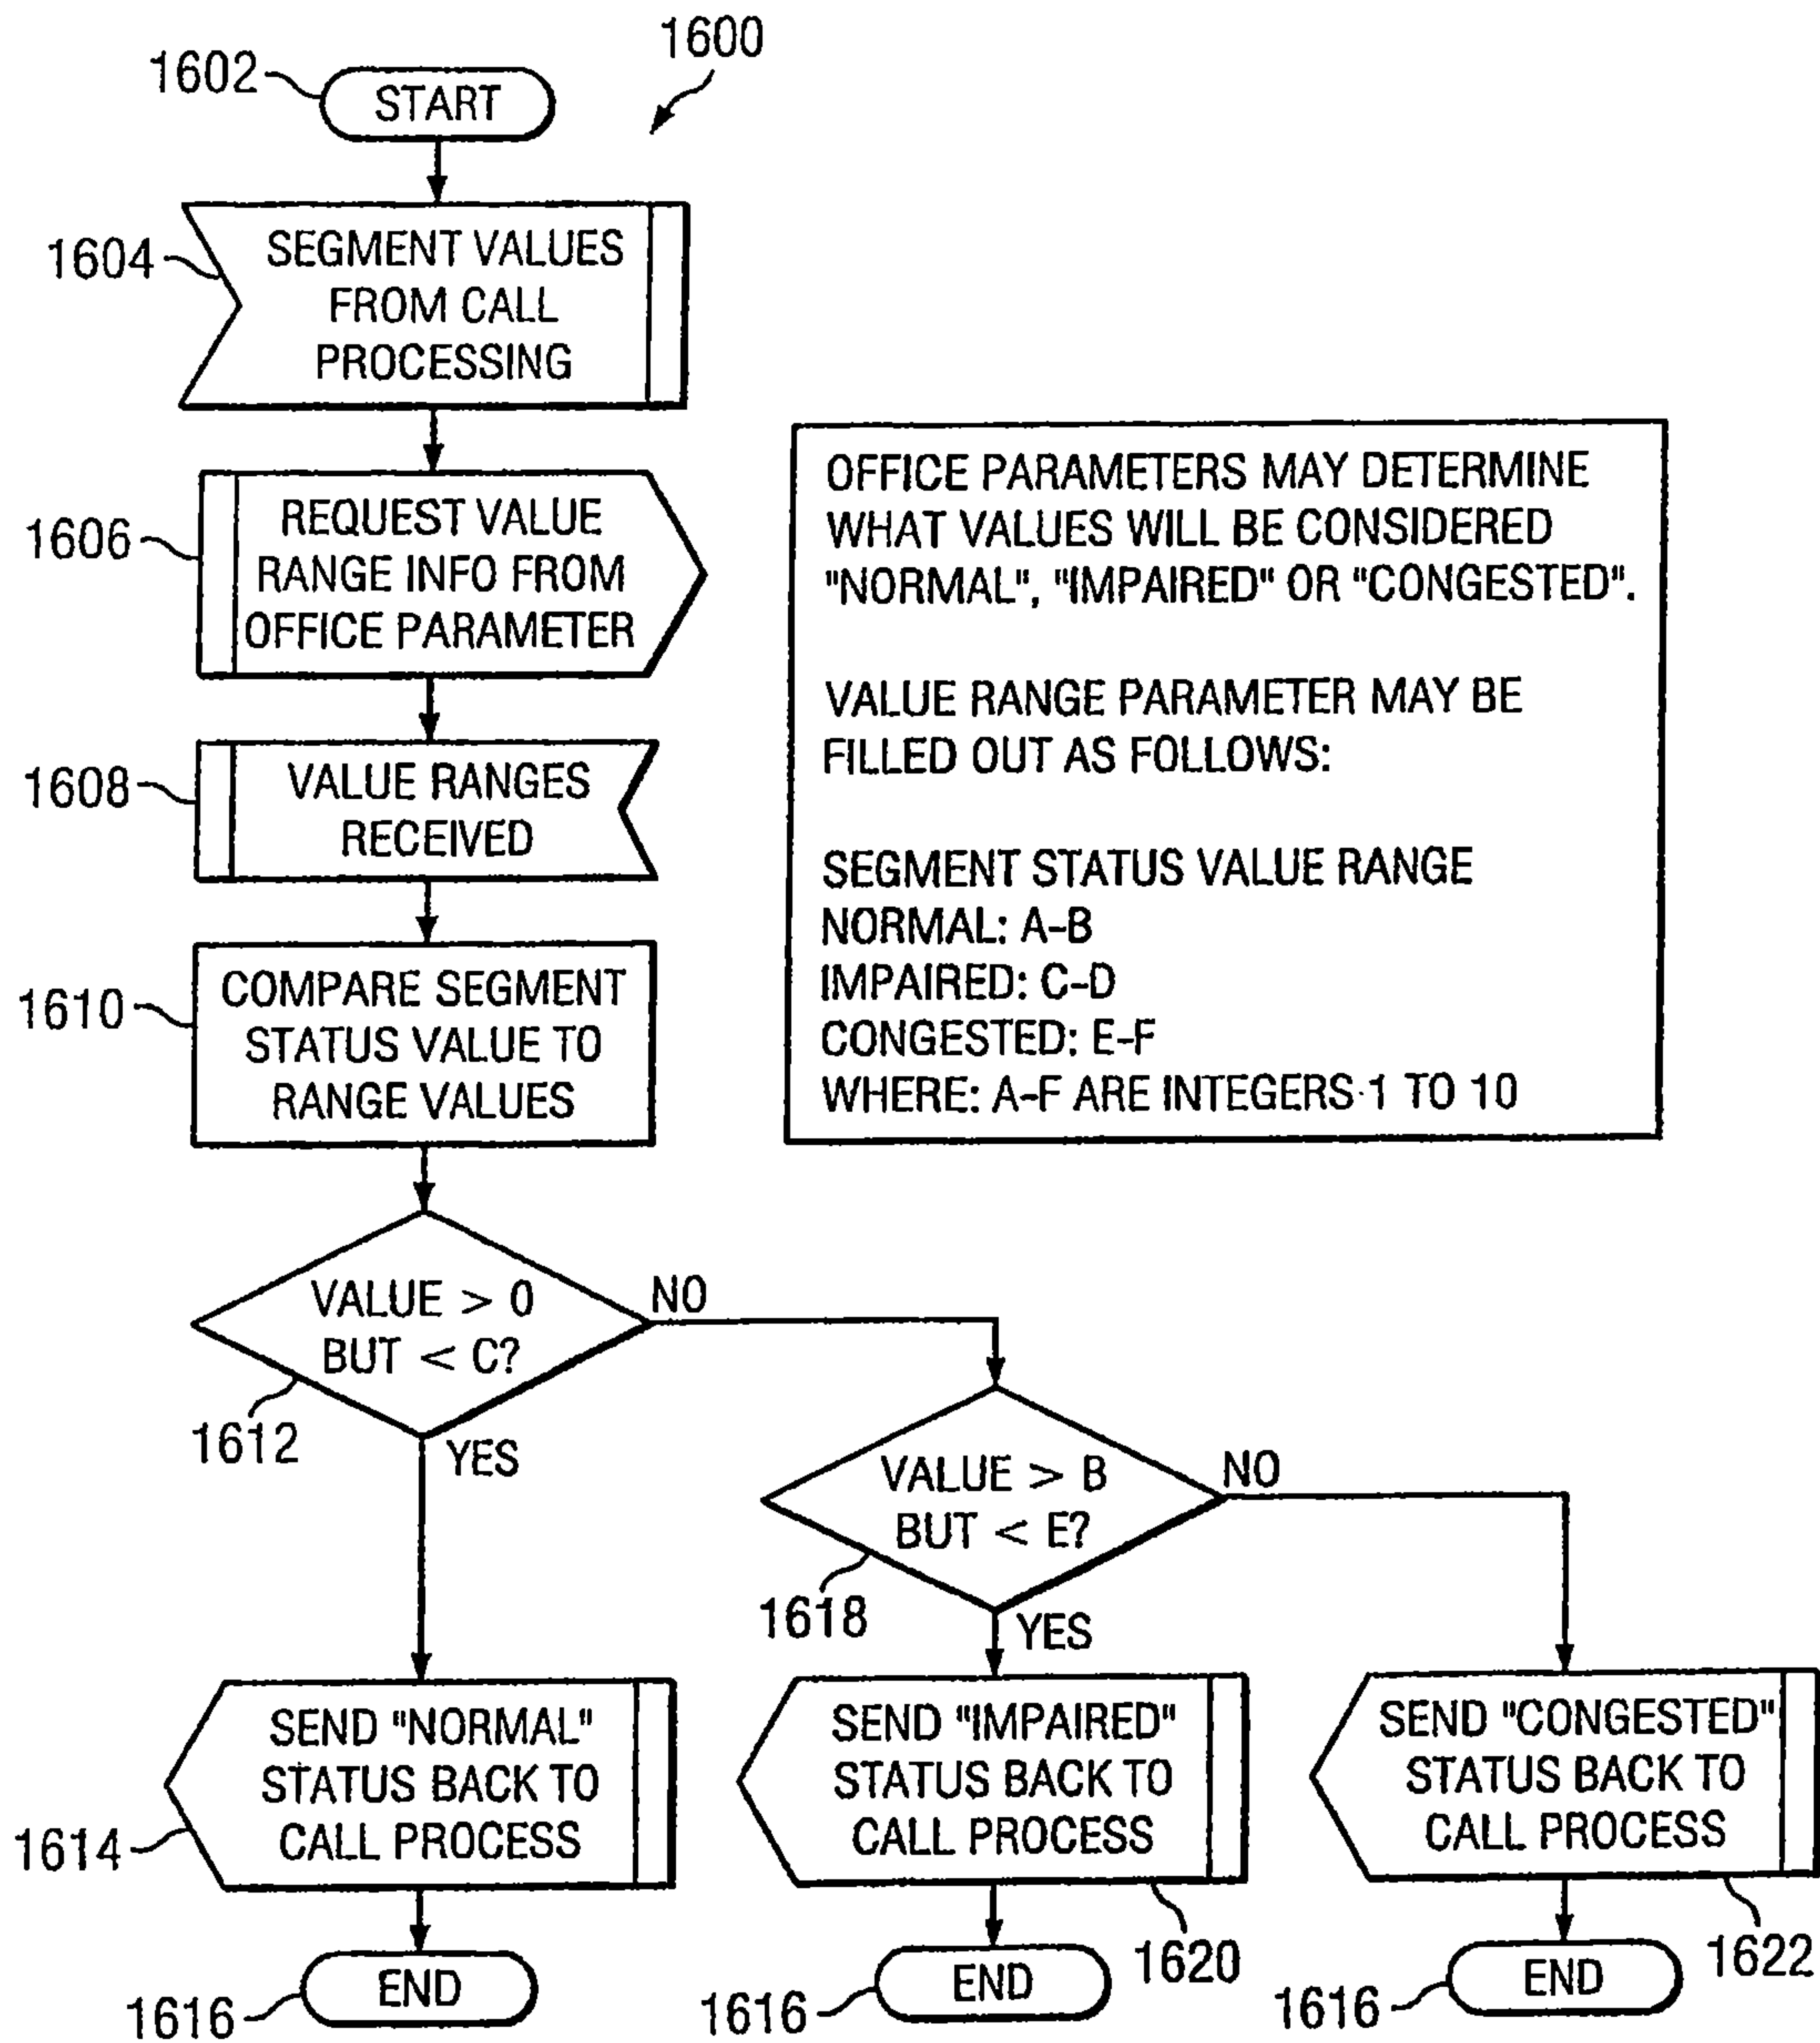 1600
1602
START
1604
SEGMENT VALUES
FROM CALL
PROCESSING
1606
REQUEST VALUE
RANGE INFO FROM
OFFICE PARAMETER
1608
VALUE RANGES
RECEIVED
1610
COMPARE SEGMENT
STATUS VALUE TO
RANGE VALUES
OFFICE PARAMETERS MAY DETERMINE
WHAT VALUES WILL BE CONSIDERED
"NORMAL", "IMPAIRED" OR "CONGESTED".
VALUE RANGE PARAMETER MAY BE
FILLED OUT AS FOLLOWS:
SEGMENT STATUS VALUE RANGE
NORMAL: A-B
IMPAIRED: C-D
CONGESTED: E-F
WHERE: A-F ARE INTEGERS 1 TO 10
VALUE > 0
BUT < C?
NO
1612
YES
VALUE > B
BUT < E?
NO
1618
YES
SEND "NORMAL"
STATUS BACK TO
CALL PROCESS
1614
SEND "IMPAIRED"
STATUS BACK TO
CALL PROCESS
1620
SEND "CONGESTED"
STATUS BACK TO
CALL PROCESS
1622
END
1616
END
1616
END
1616